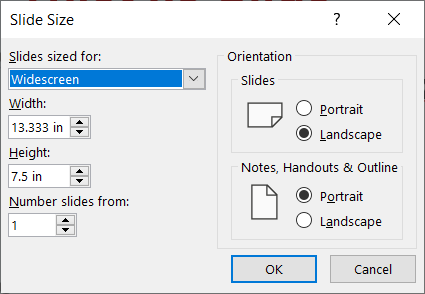 Slide Size
?
Slides sized for:
Widescreen
Width:
13.333 in
Height:
7.5 in
Number slides from:
1
Orientation
Slides
Portrait
Landscape
Notes, Handouts & Outline
Portrait
Landscape
OK
Cancel